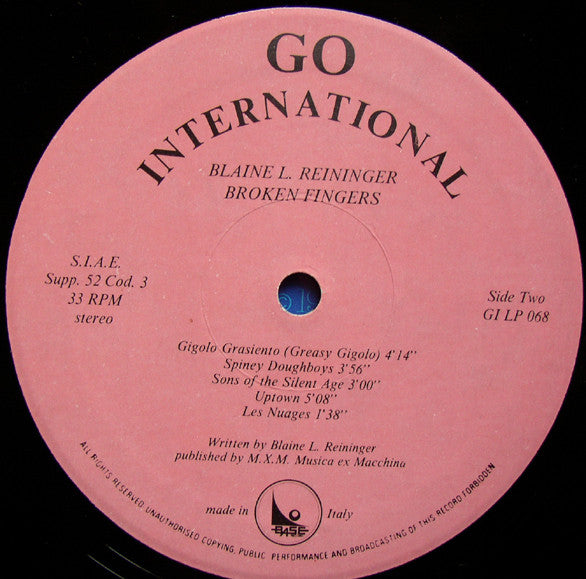 GO
INTERNATIONAL
BLAINE L. REININGER
BROKEN FINGERS
S.I.A.E.
Supp. 52 Cod. 3
33 RPM
stereo
Side Two
GI LP 068
Gigolo Grasiento (Greasy Gigolo) 4'14''
Spiney Doughboys 3'56''
Sons of the Silent Age 3'00''
Uptown 5'08''
Les Nuages 1'38''
Written by Blaine L. Reininger
published by M.X.M. Musica ex Macchina
made in
BASE
Italy
ALL RIGHTS RESERVED. UNAUTHORISED COPYING, PUBLIC PERFORMANCE AND BROADCASTING OF THIS RECORD FORBIDDEN